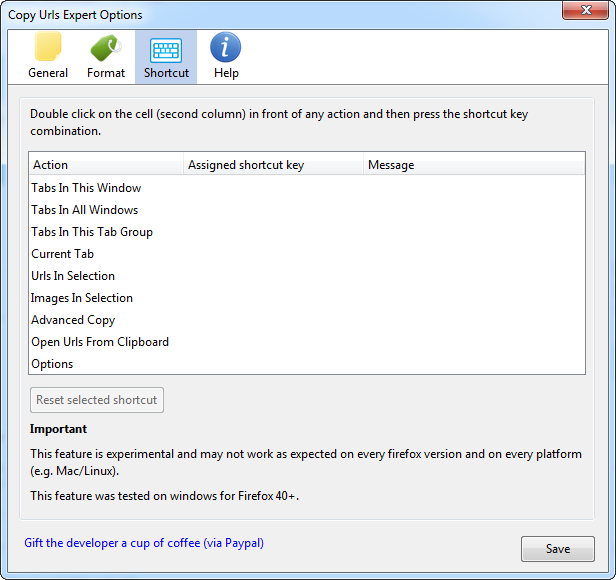 Copy Urls Expert Options
General Format Shortcut Help
Double click on the cell (second column) in front of any action and then press the shortcut key
combination.
Action Assigned shortcut key Message
Tabs In This Window
Tabs In All Windows
Tabs In This Tab Group
Current Tab
Urls In Selection
Images In Selection
Advanced Copy
Open Urls From Clipboard
Options
Reset selected shortcut
Important
This feature is experimental and may not work as expected on every firefox version and on every platform
(e.g. Mac/Linux).
This feature was tested on windows for Firefox 40+.
Gift the developer a cup of coffee (via Paypal)
Save